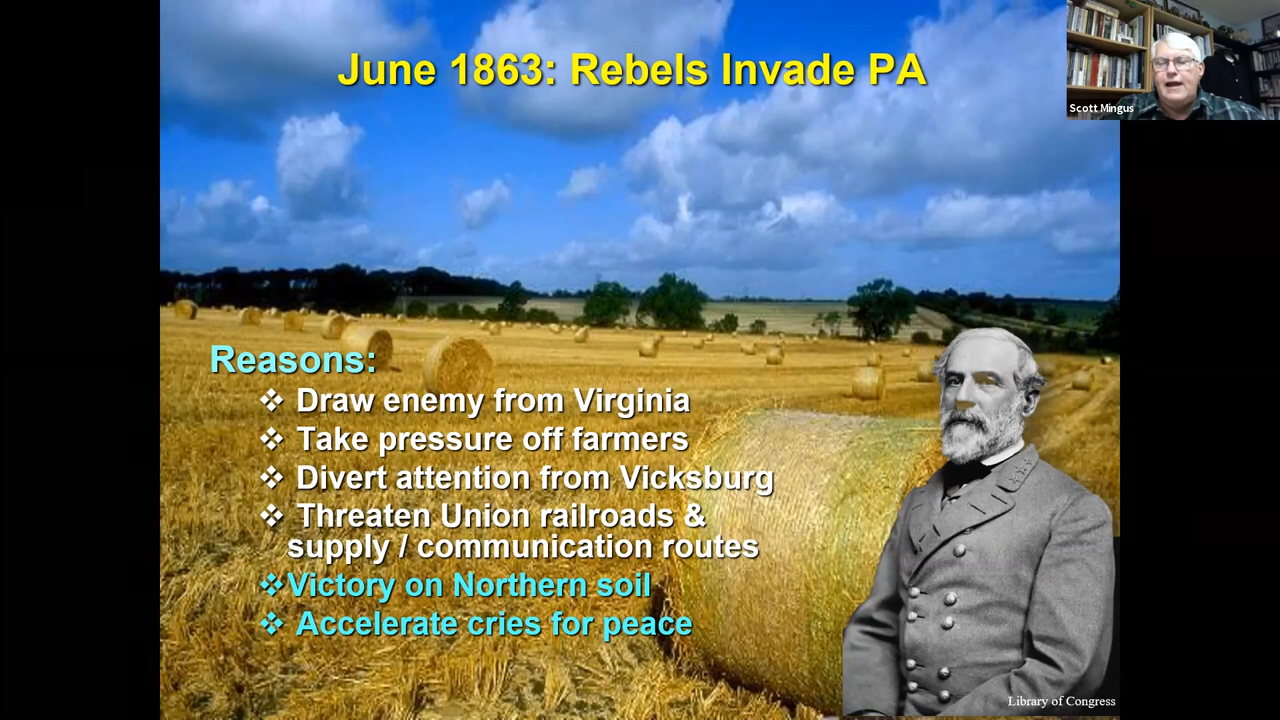 June 1863: Rebels Invade PA
Scott Mingus
Reasons:
❖ Draw enemy from Virginia
❖ Take pressure off farmers
❖ Divert attention from Vicksburg
❖ Threaten Union railroads &
supply / communication routes
❖Victory on Northern soil
❖ Accelerate cries for peace
Library of Congress